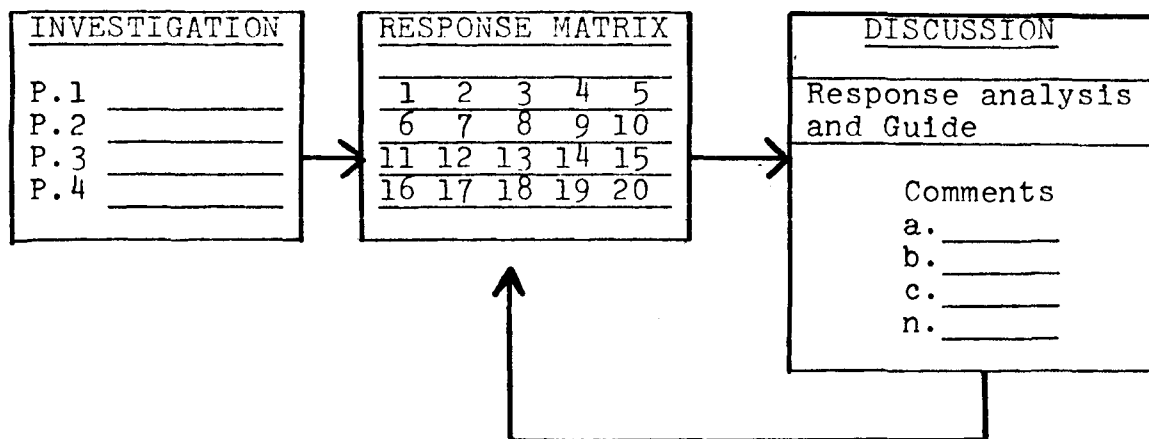 INVESTIGATION
P.1
P.2
P.3
P.4
RESPONSE MATRIX
1 2 3 4 5
6 7 8 9 10
11 12 13 14 15
16 17 18 19 20
DISCUSSION
Response analysis
and Guide
Comments
a.
b.
c.
n.